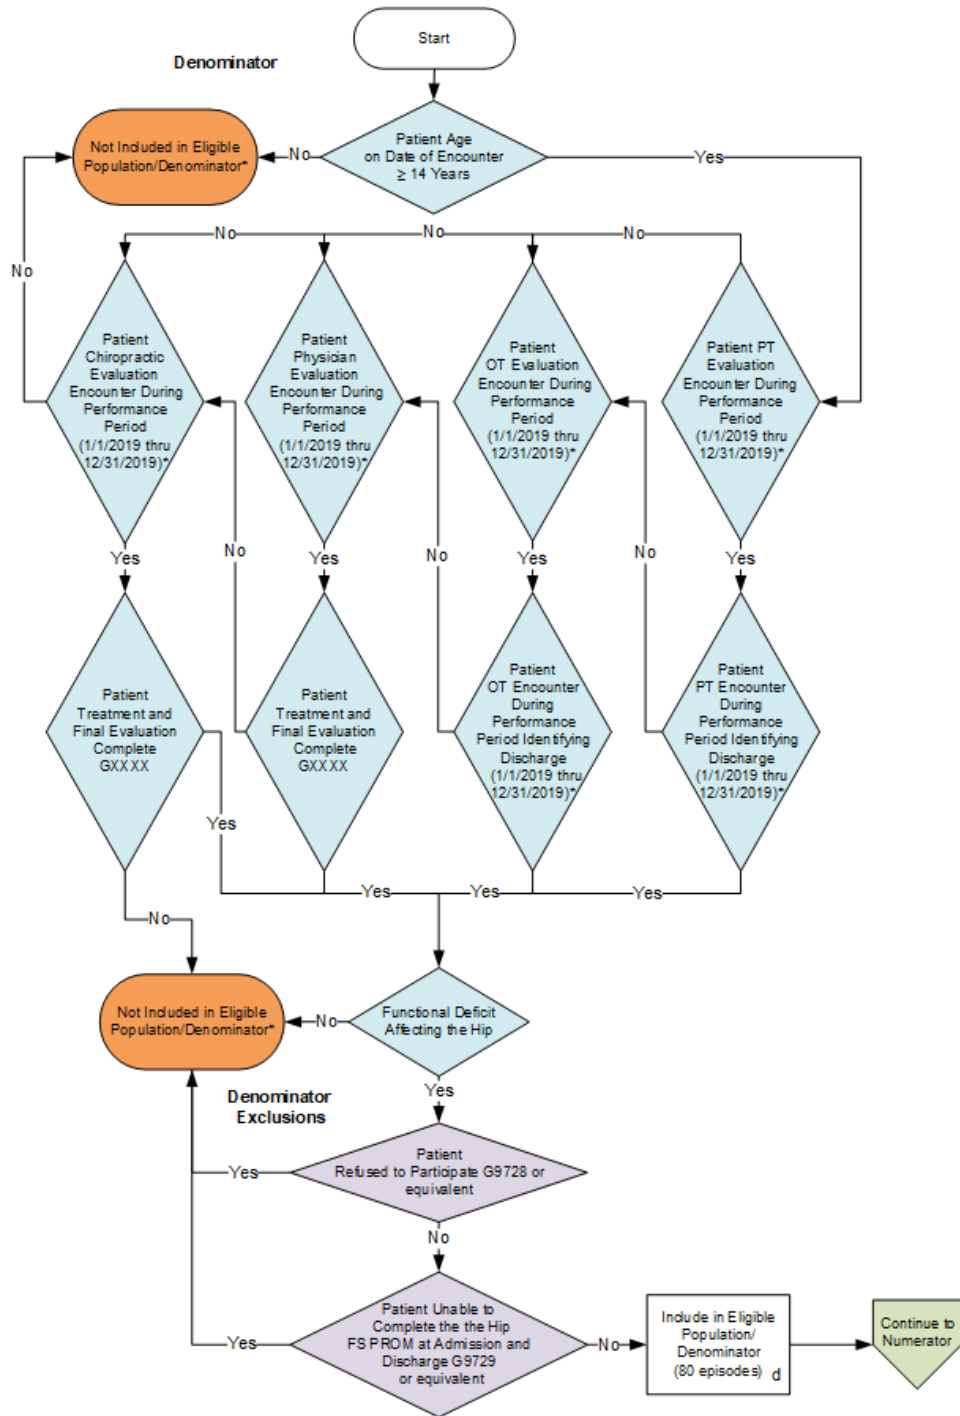 Start
Denominator
Patient Age
on Date of Encounter
≥ 14 Years
No
Yes
Not Included in Eligible
Population/Denominator*
No
No
No
No
Patient
Chiropractic
Evaluation
Encounter During
Performance
Period
(1/1/2019 thru
12/31/2019)*
Patient
Physician
Evaluation
Encounter During
Performance
Period
(1/1/2019 thru
12/31/2019)*
Patient
OT Evaluation
Encounter During
Performance
Period
(1/1/2019 thru
12/31/2019)*
Patient PT
Evaluation
Encounter During
Performance
Period
(1/1/2019 thru
12/31/2019)*
Yes
No
Yes
No
Yes
No
Yes
Patient
Treatment and
Final Evaluation
Complete
GXXXX
Patient
Treatment and
Final Evaluation
Complete
GXXXX
Patient
OT Encounter
During
Performance
Period Identifying
Discharge
(1/1/2019 thru
12/31/2019)*
Patient
PT Encounter
During
Performance
Period Identifying
Discharge
(1/1/2019 thru
12/31/2019)*
Yes
Yes
Yes
Yes
No
Not Included in Eligible
Population/Denominator*
No
Functional Deficit
Affecting the Hip
Yes
Denominator
Exclusions
Patient
Refused to Participate G9728 or
equivalent
Yes
No
Patient Unable to
Complete the the Hip
FS PROM at Admission and
Discharge G9729
or equivalent
Yes
No
Include in Eligible
Population/
Denominator
(80 episodes) d
Continue to
Numerator